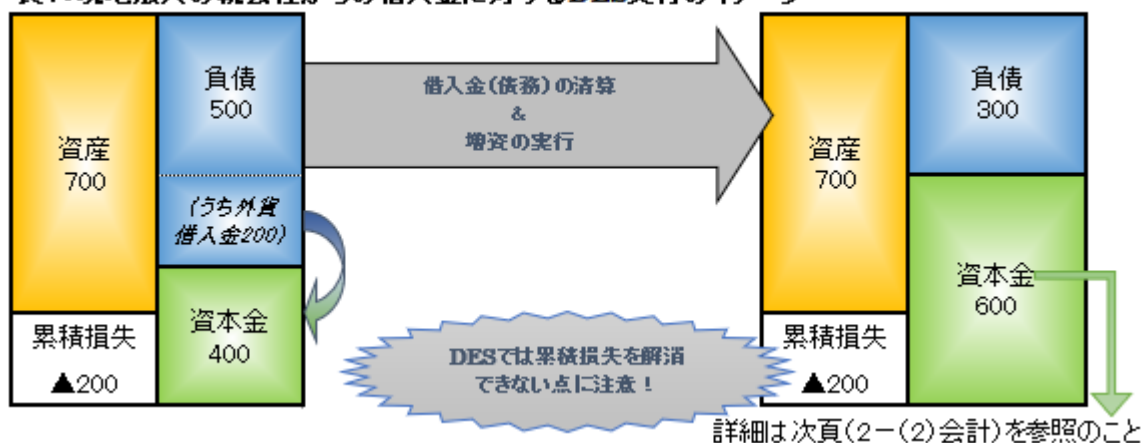 負債
500
資産
700
(うち外貨
借入金200)
資本金
400
累積損失
▲200
借入金(債務)の清算
&
増資の実行
DESでは累積損失を解消
できない点に注意!
負債
300
資産
700
資本金
600
累積損失
▲200
詳細は次頁(2-(2)会計)を参照のこと